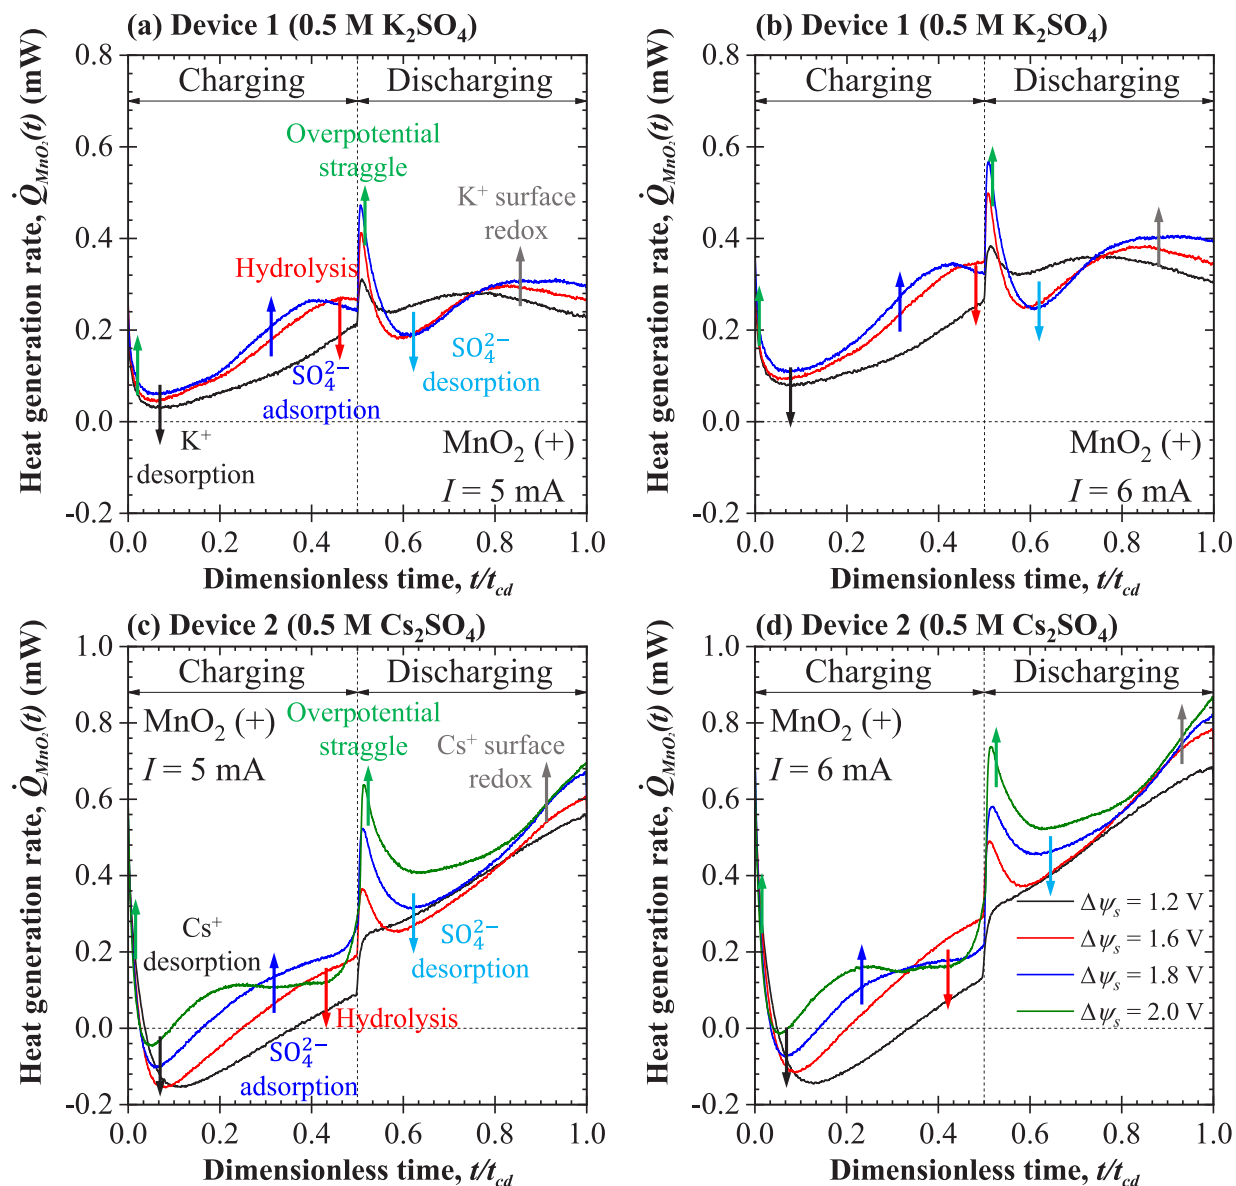 (a) Device 1 (0.5 M K₂SO₄)
Heat generation rate, Q̇_MnO₂(t) (mW)
0.8
0.6
0.4
0.2
0.0
-0.2
Charging
Discharging
Overpotential
straggle
K⁺ surface
redox
Hydrolysis
SO₄²⁻
adsorption
SO₄²⁻
desorption
K⁺
desorption
MnO₂ (+)
I = 5 mA
0.0 0.2 0.4 0.6 0.8 1.0
Dimensionless time, t/t_cd
(b) Device 1 (0.5 M K₂SO₄)
Heat generation rate, Q̇_MnO₂(t) (mW)
0.8
0.6
0.4
0.2
0.0
-0.2
Charging
Discharging
MnO₂ (+)
I = 6 mA
0.0 0.2 0.4 0.6 0.8 1.0
Dimensionless time, t/t_cd
(c) Device 2 (0.5 M Cs₂SO₄)
Heat generation rate, Q̇_MnO₂(t) (mW)
1.0
0.8
0.6
0.4
0.2
0.0
-0.2
Charging
Discharging
MnO₂ (+)
I = 5 mA
Overpotential
straggle
Cs⁺ surface
redox
Cs⁺
desorption
SO₄²⁻
desorption
Hydrolysis
SO₄²⁻
adsorption
0.0 0.2 0.4 0.6 0.8 1.0
Dimensionless time, t/t_cd
(d) Device 2 (0.5 M Cs₂SO₄)
Heat generation rate, Q̇_MnO₂(t) (mW)
1.0
0.8
0.6
0.4
0.2
0.0
-0.2
Charging
Discharging
MnO₂ (+)
I = 6 mA
Δψₛ = 1.2 V
Δψₛ = 1.6 V
Δψₛ = 1.8 V
Δψₛ = 2.0 V
0.0 0.2 0.4 0.6 0.8 1.0
Dimensionless time, t/t_cd